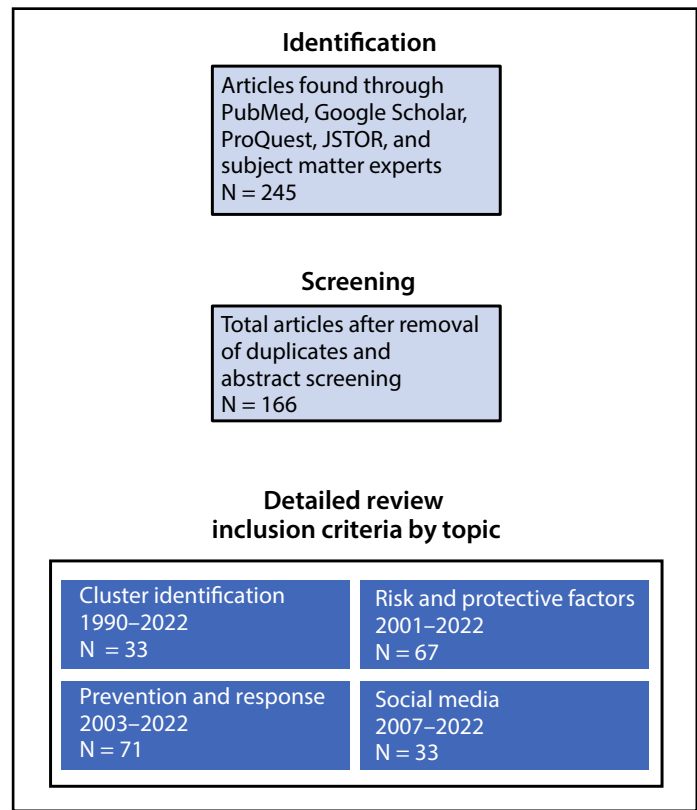 Identification
Articles found through
PubMed, Google Scholar,
ProQuest, JSTOR, and
subject matter experts
N = 245
Screening
Total articles after removal
of duplicates and
abstract screening
N = 166
Detailed review
inclusion criteria by topic
Cluster identification
1990–2022
N = 33
Risk and protective factors
2001–2022
N = 67
Prevention and response
2003–2022
N = 71
Social media
2007–2022
N = 33